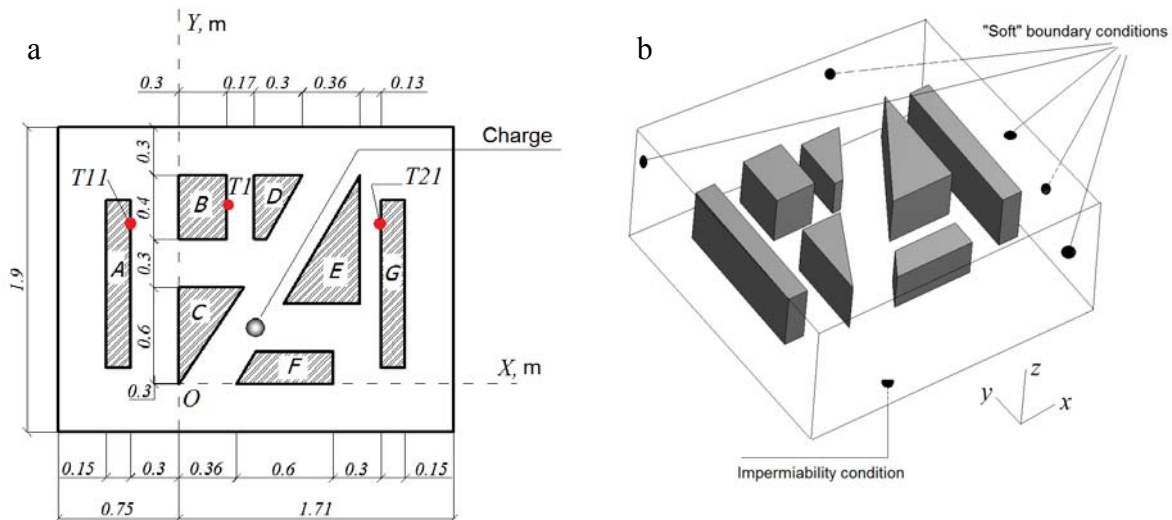 a
Y, m
0.3
0.17
0.3
0.36
0.13
Charge
0.3
T11
T1
T21
B
D
0.4
A
E
G
0.3
1.9
C
0.6
F
X, m
O
0.3
0.15
0.3
0.36
0.6
0.3
0.15
0.75
1.71
b
"Soft" boundary conditions
z
y
x
Impermiability condition